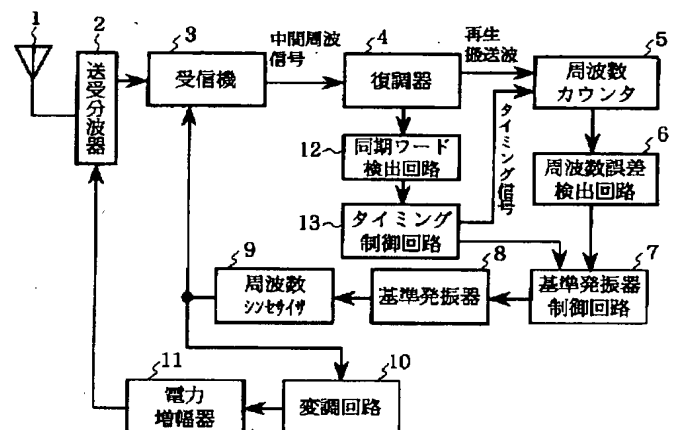 1
2
送受分波器
3
受信機
中間周波
信号
4
復調器
再生
搬送波
5
周波数
カウンタ
タイミング信号
12
同期ワード
検出回路
6
周波数誤差
検出回路
13
タイミング
制御回路
7
基準発振器
制御回路
8
基準発振器
9
周波数
シンセサイザ
10
変調回路
11
電力
増幅器